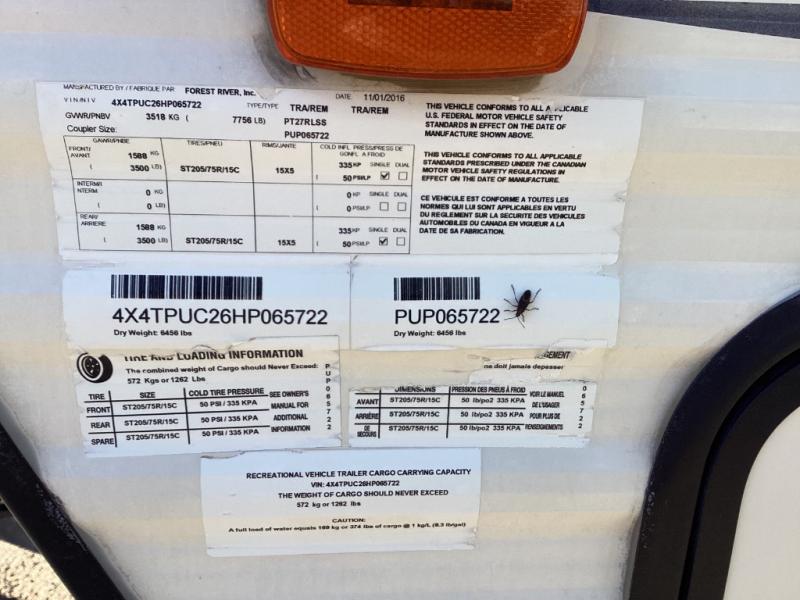 MANUFACTURED BY / FABRIQUE PAR FOREST RIVER, Inc. DATE: 11/01/2016
V I N /N I V 4X4TPUC26HP065722 TYPE/TYPE TRA/REM TRA/REM
GVWR/PNBV 3518 KG ( 7756 LB) PT27RLSS
Coupler Size: PUP065722
GAWR/PNBE TIRES/PNEU RIMS/JANTE COLD INFL PRESS/PRESS DE GONFL A FROID
FRONT/ AVANT 1588 KG ( 3500 LB) ST205/75R/15C 15X5 335 KP SINGLE DUAL ( 50 PSI/LP
INTERM/ NTERM. 0 KG ( 0 LB) 0 KP SINGLE DUAL ( 0 PSI/LP
REAR/ ARRIERE 1588 KG ( 3500 LB) ST205/75R/15C 15X5 335 KP SINGLE DUAL ( 50 PSI/LP
THIS VEHICLE CONFORMS TO ALL A LICABLE
U.S. FEDERAL MOTOR VEHICLE SAFETY
STANDARDS IN EFFECT ON THE DATE OF
MANUFACTURE SHOWN ABOVE.
THIS VEHICLE CONFORMS TO ALL APPLICABLE
STANDARDS PRESCRIBED UNDER THE CANADIAN
MOTOR VEHICLE SAFETY REGULATIONS IN
EFFECT ON THE DATE OF MANUFACTURE.
CE VEHICULE EST CONFORME A TOUTES LES
NORMES QUI LUI SONT APPLICABLES EN VERTU
DU REGLEMENT SUR LA SECURITE DES VEHICULES
AUTOMOBILES DU CANADA EN VIGUEUR A LA
DATE DE SA FABRICATION.
4X4TPUC26HP065722
Dry Weight: 6456 lbs
PUP065722
Dry Weight: 6456 lbs
TIRE AND LOADING INFORMATION
The combined weight of Cargo should Never Exceed:
572 Kgs or 1262 Lbs
TIRE SIZE COLD TIRE PRESSURE SEE OWNER'S
FRONT ST205/75R/15C 50 PSI / 335 KPA MANUAL FOR
REAR ST205/75R/15C 50 PSI / 335 KPA ADDITIONAL
SPARE ST205/75R/15C 50 PSI / 335 KPA INFORMATION
PUP065722
GEMENT
ne doit jamais depasser
DIMENSIONS PRESSION DES PNEUS À FROID VOIR LE MANUEL
AVANT ST205/75R/15C 50 lb/po2 335 KPA DE L'USAGER
ARRIÈRE ST205/75R/15C 50 lb/po2 335 KPA POUR PLUS DE
DE SECOURS ST205/75R/15C 50 lb/po2 335 KPA RENSEIGNEMENTS
065722
RECREATIONAL VEHICLE TRAILER CARGO CARRYING CAPACITY
VIN: 4X4TPUC26HP065722
THE WEIGHT OF CARGO SHOULD NEVER EXCEED
572 kg or 1262 lbs
CAUTION:
A full load of water equals 169 kg or 374 lbs of cargo @ 1 kg/L (8.3 lb/gal)